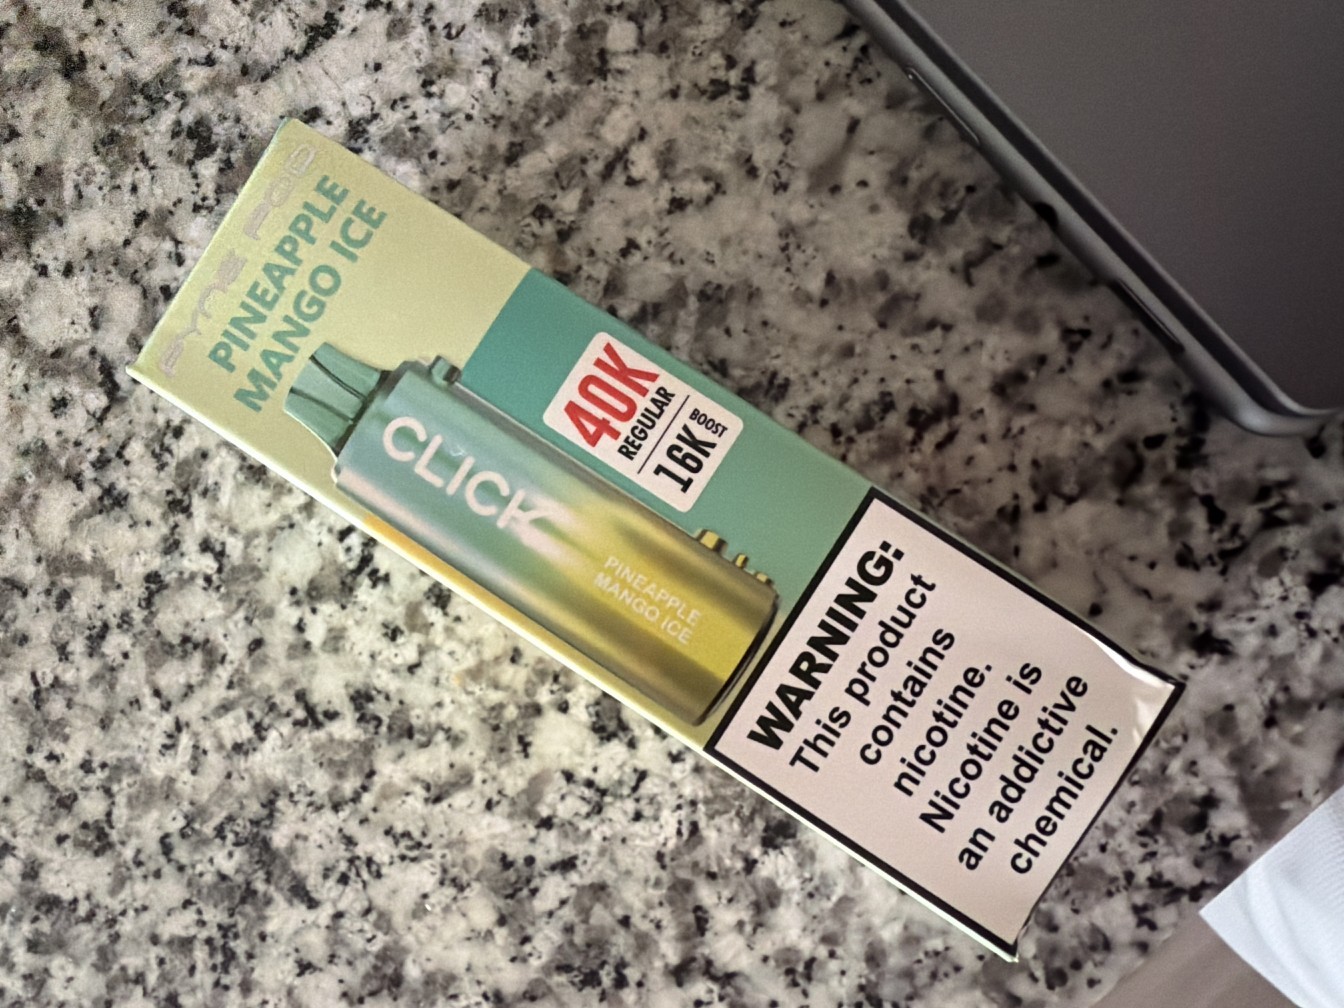 PINEAPPLE
MANGO ICE
CLICK
PINEAPPLE
MANGO ICE
40K
REGULAR
16K BOOST
WARNING:
This product
contains
nicotine.
Nicotine is
an addictive
chemical.